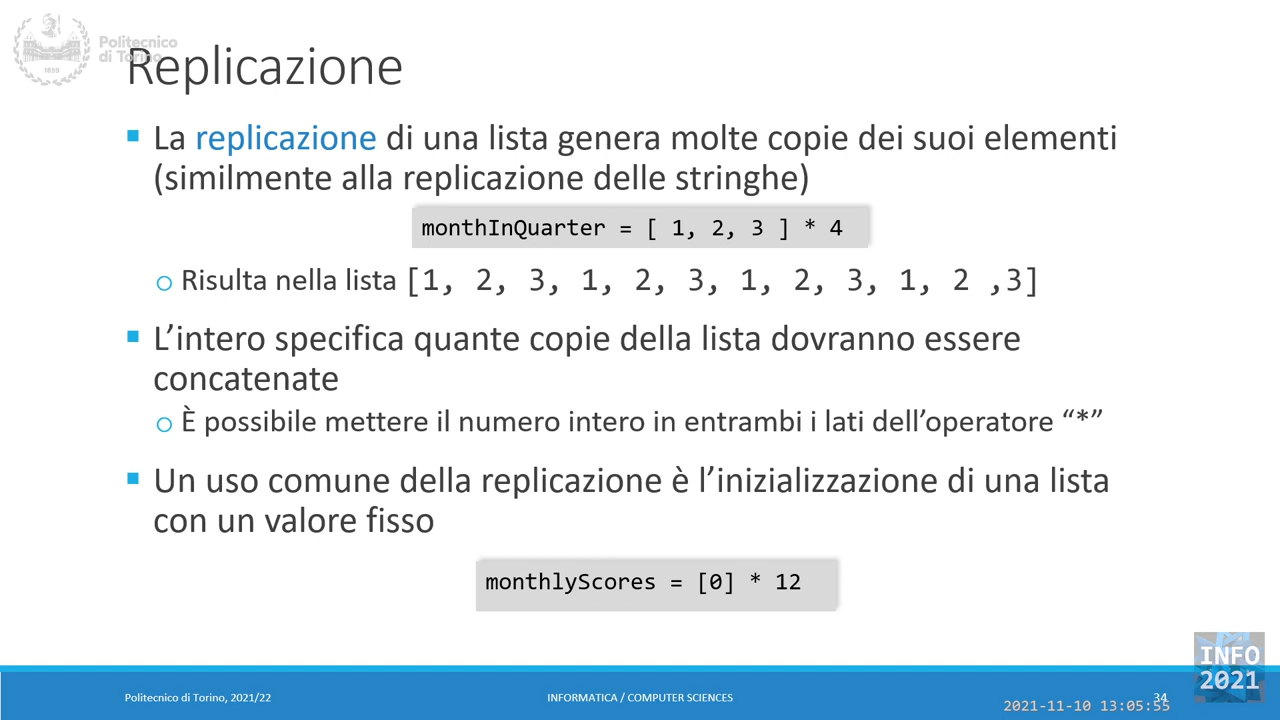 Politecnico
di Torino
1859
Replicazione
La replicazione di una lista genera molte copie dei suoi elementi
(similmente alla replicazione delle stringhe)
monthInQuarter = [ 1, 2, 3 ] * 4
Risulta nella lista [1, 2, 3, 1, 2, 3, 1, 2, 3, 1, 2 ,3]
L’intero specifica quante copie della lista dovranno essere
concatenate
È possibile mettere il numero intero in entrambi i lati dell’operatore “*”
Un uso comune della replicazione è l’inizializzazione di una lista
con un valore fisso
monthlyScores = [0] * 12
INFO
2021
Politecnico di Torino, 2021/22
INFORMATICA / COMPUTER SCIENCES
34
2021-11-10 13:05:55